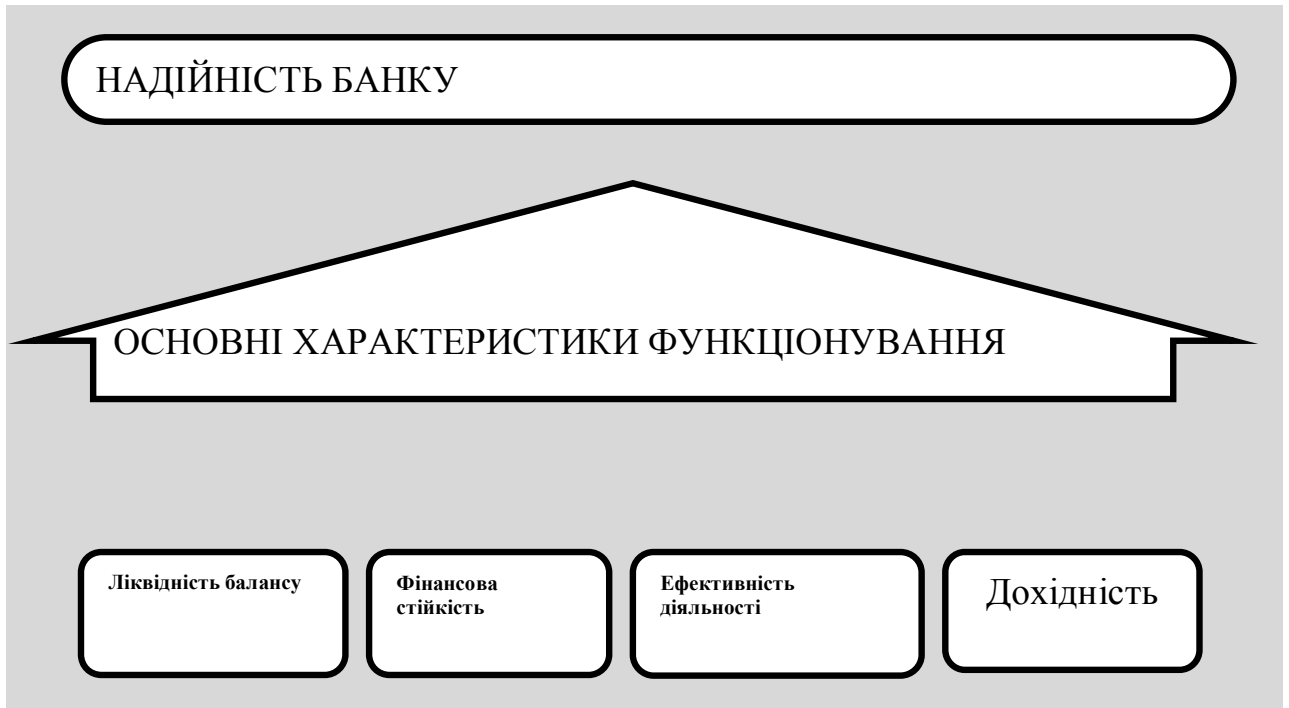 НАДІЙНІСТЬ БАНКУ
ОСНОВНІ ХАРАКТЕРИСТИКИ ФУНКЦІОНУВАННЯ
Ліквідність балансу
Фінансова
стійкість
Ефективність
діяльності
Дохідність